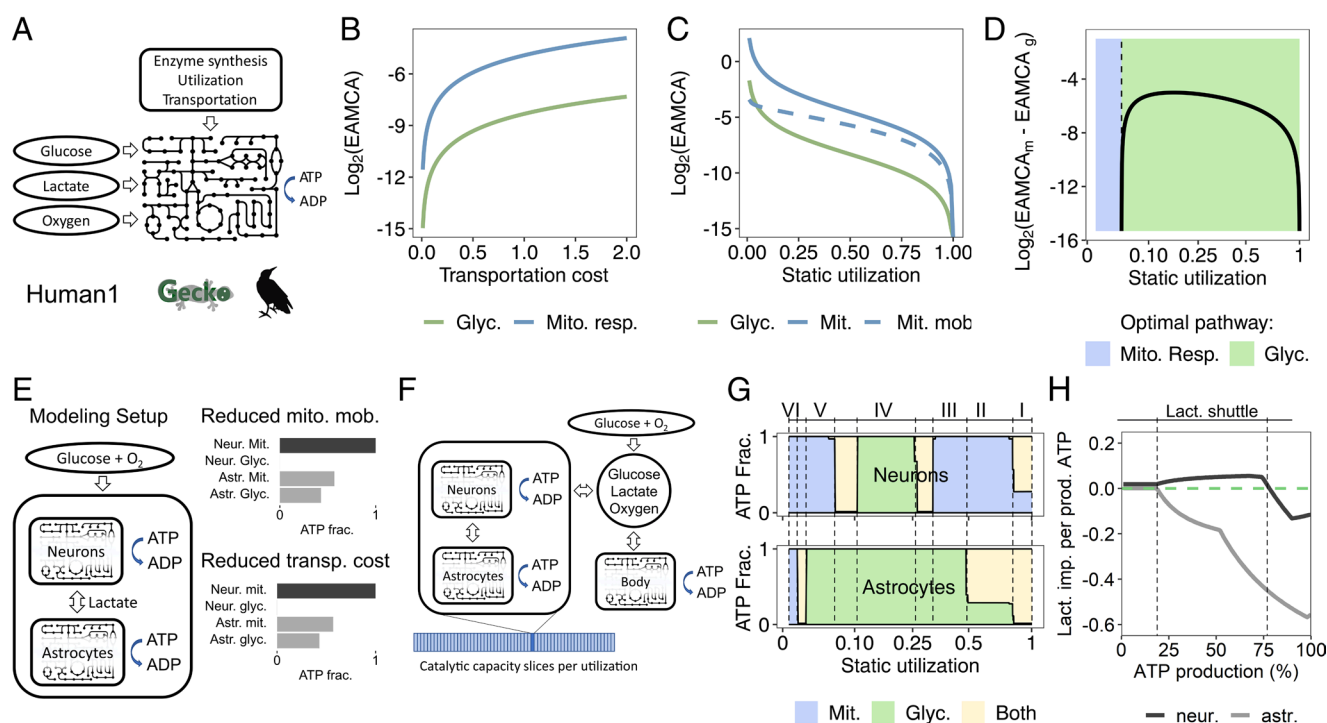 A
Enzyme synthesis
Utilization
Transportation
Glucose
Lactate
Oxygen
ATP
ADP
Human1
Gecko
B
Log2(EAMCA)
-6
-9
-12
-15
0.0
0.5
1.0
1.5
2.0
Transportation cost
Glyc.
Mito. resp.
C
Log2(EAMCA)
0
-5
-10
-15
0.00
0.25
0.50
0.75
1.00
Static utilization
Glyc.
Mit.
Mit. mob
D
Log2(EAMCAm - EAMCA g)
-4
-8
-12
-16
0
0.10
0.25
0.5
1
Static utilization
Optimal pathway:
Mito. Resp.
Glyc.
E
Modeling Setup
Glucose + O2
Neurons
ATP
ADP
Lactate
Astrocytes
ATP
ADP
Reduced mito. mob.
Neur. Mit.
Neur. Glyc.
Astr. Mit.
Astr. Glyc.
0
1
ATP frac.
Reduced transp. cost
Neur. mit.
Neur. glyc.
Astr. mit.
Astr. glyc.
0
1
ATP frac.
F
Glucose + O2
Neurons
ATP
ADP
Glucose
Lactate
Oxygen
Astrocytes
ATP
ADP
Body
ATP
ADP
Catalytic capacity slices per utilization
G
VI
V
IV
III
II
I
ATP Frac.
1
0
Neurons
ATP Frac.
1
0
Astrocytes
0
0.10
0.25
0.5
1
Static utilization
Mit.
Glyc.
Both
H
Lact. shuttle
Lact. imp. per prod. ATP
0.2
0.0
-0.2
-0.4
-0.6
0
25
50
75
100
ATP production (%)
neur.
astr.